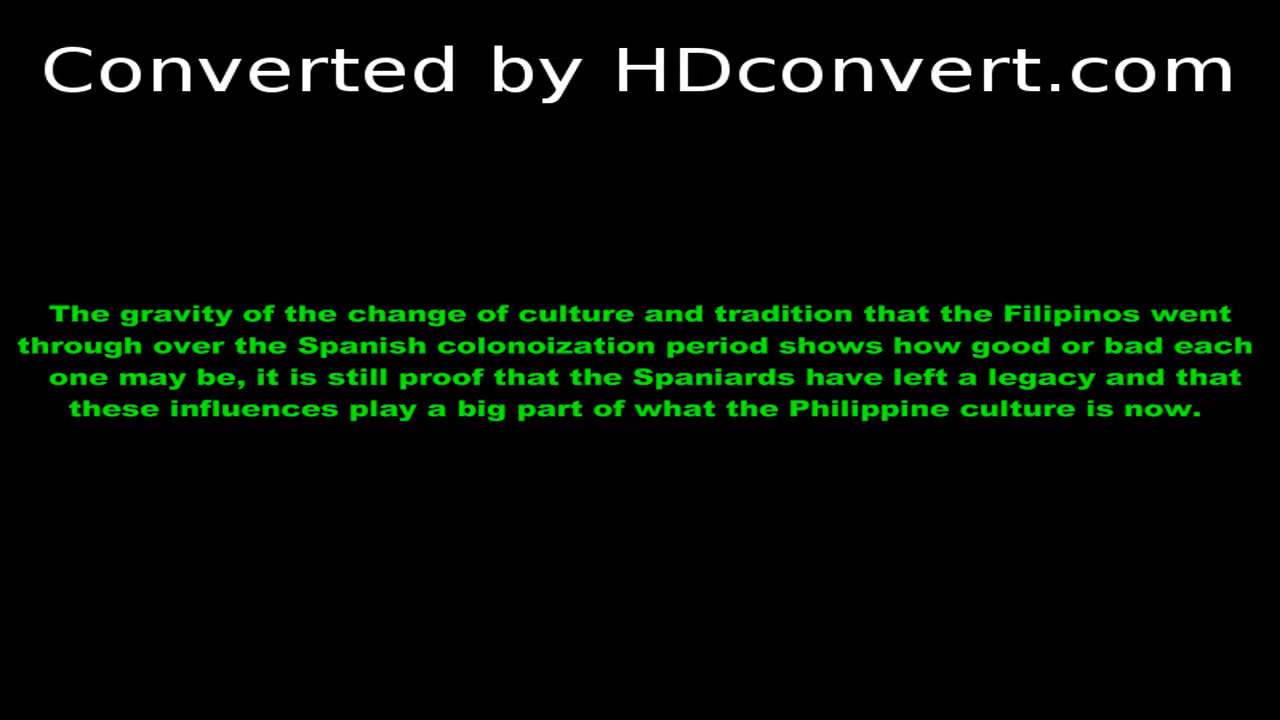 Converted by HDconvert.com
The gravity of the change of culture and tradition that the Filipinos went
through over the Spanish colonoization period shows how good or bad each
one may be, it is still proof that the Spaniards have left a legacy and that
these influences play a big part of what the Philippine culture is now.